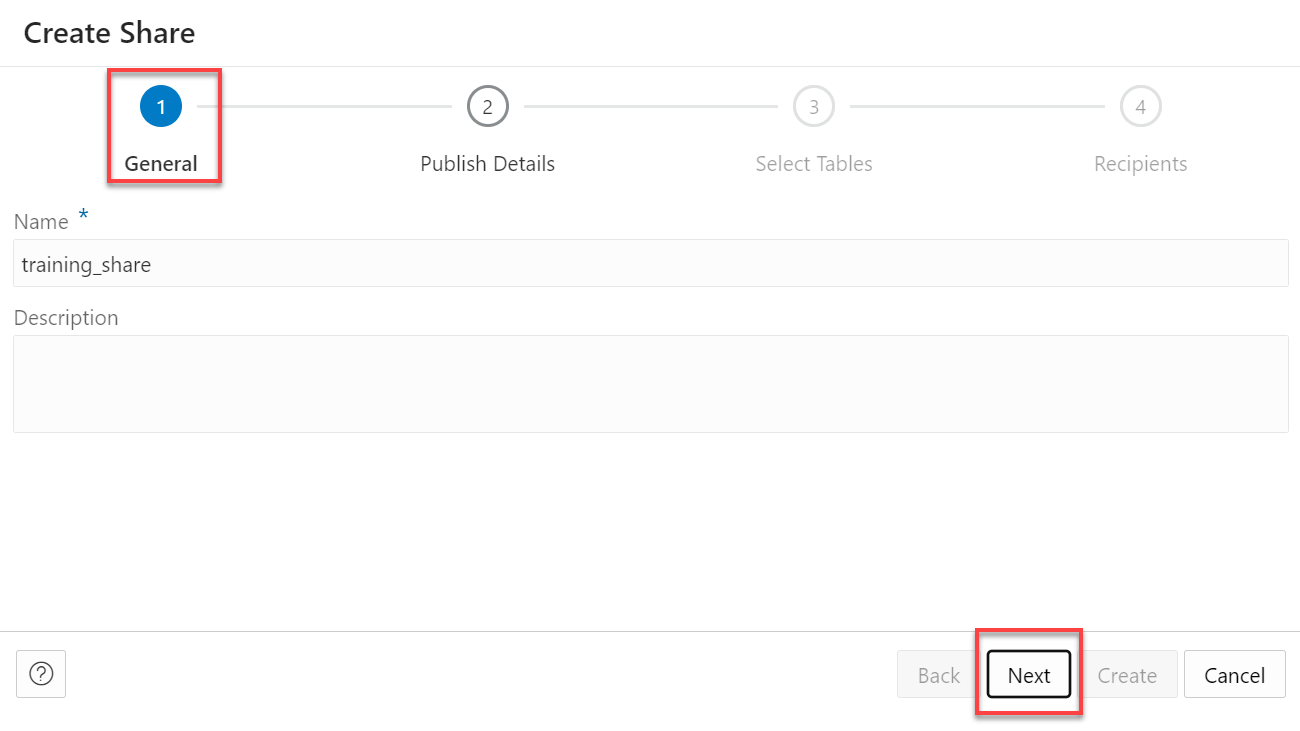 Create Share
1 2 3 4
General Publish Details Select Tables Recipients
Name *
training_share
Description
? Back Next Create Cancel